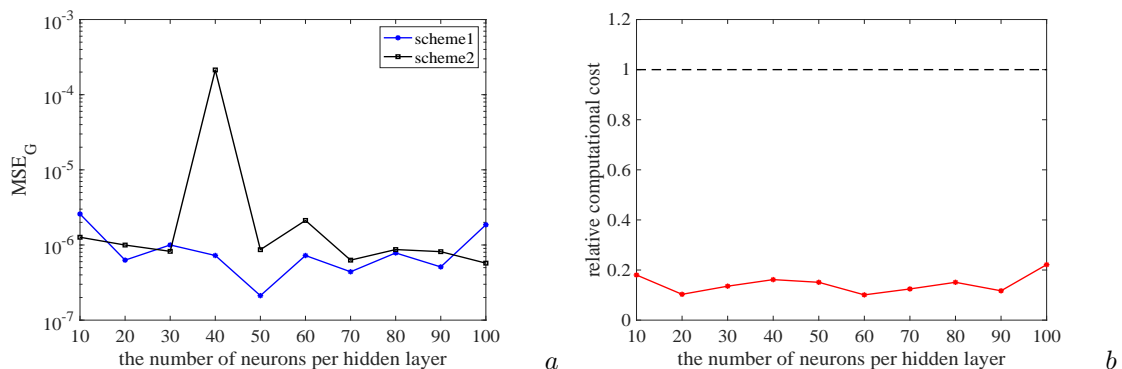 10^-3
10^-4
10^-5
10^-6
10^-7
MSE_G
scheme1
scheme2
10 20 30 40 50 60 70 80 90 100
the number of neurons per hidden layer
a
1.2
1
0.8
0.6
0.4
0.2
0
relative computational cost
10 20 30 40 50 60 70 80 90 100
the number of neurons per hidden layer
b